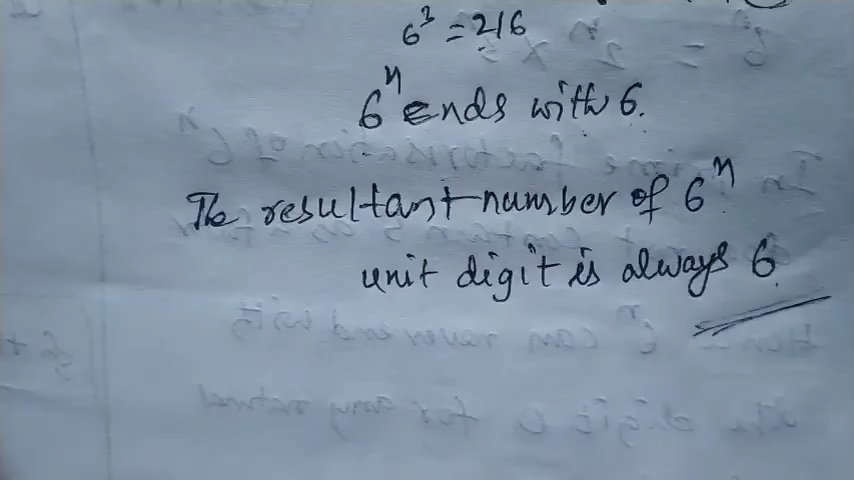 6³ = 216
6ⁿ ends with 6.
The resultant number of 6ⁿ.
unit digit is always 6.